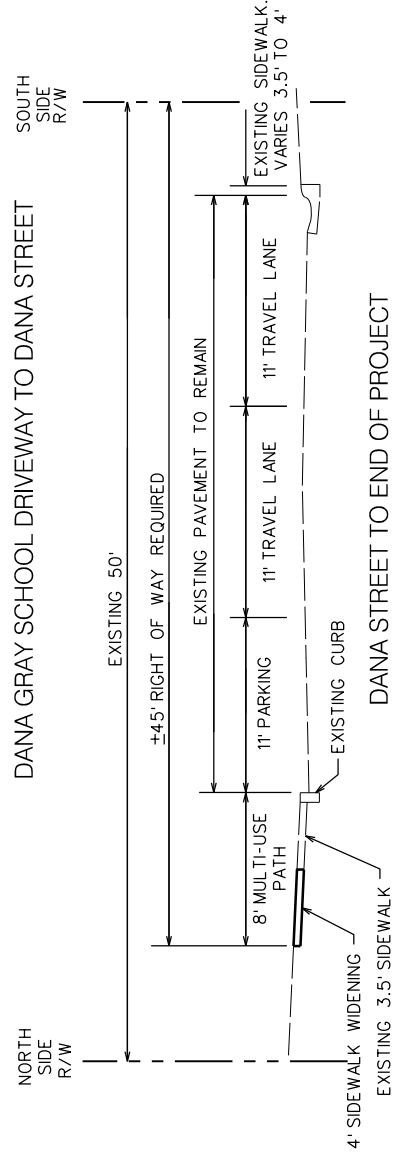 DANA GRAY SCHOOL DRIVEWAY TO DANA STREET
NORTH
SIDE
R/W
SOUTH
SIDE
R/W
EXISTING 50'
±45' RIGHT OF WAY REQUIRED
EXISTING PAVEMENT TO REMAIN
8' MULTI-USE
PATH
11' PARKING
11' TRAVEL LANE
11' TRAVEL LANE
EXISTING SIDEWALK.
VARIES 3.5' TO 4'
4' SIDEWALK WIDENING
EXISTING 3.5' SIDEWALK
EXISTING CURB
DANA STREET TO END OF PROJECT